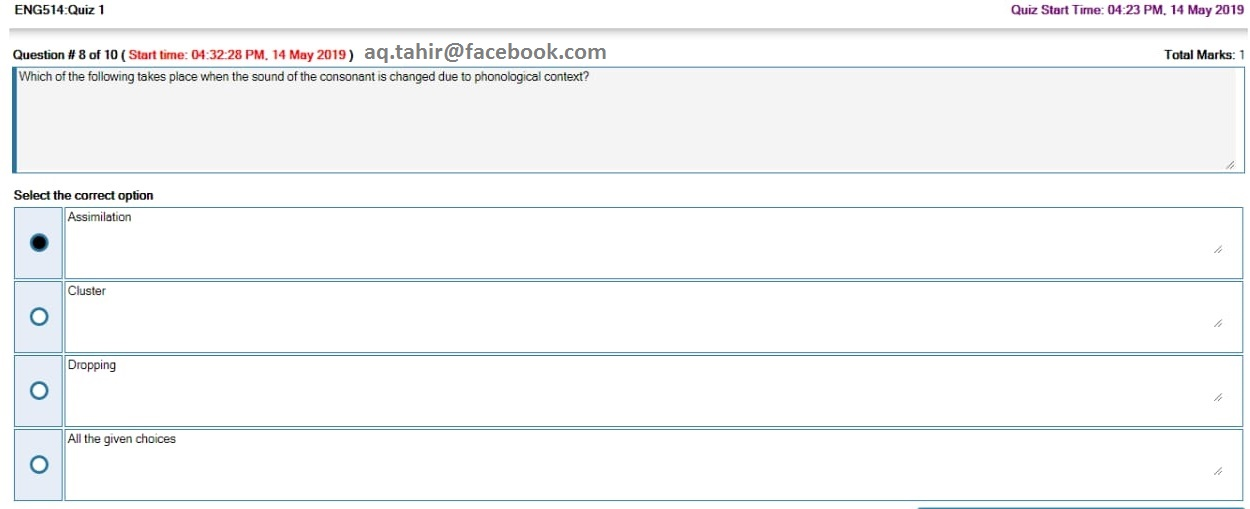 ENG514:Quiz 1 Quiz Start Time: 04:23 PM, 14 May 2019
Question # 8 of 10 ( Start time: 04:32:28 PM, 14 May 2019 ) aq.tahir@facebook.com Total Marks: 1
Which of the following takes place when the sound of the consonant is changed due to phonological context?
Select the correct option
Assimilation
Cluster
Dropping
All the given choices